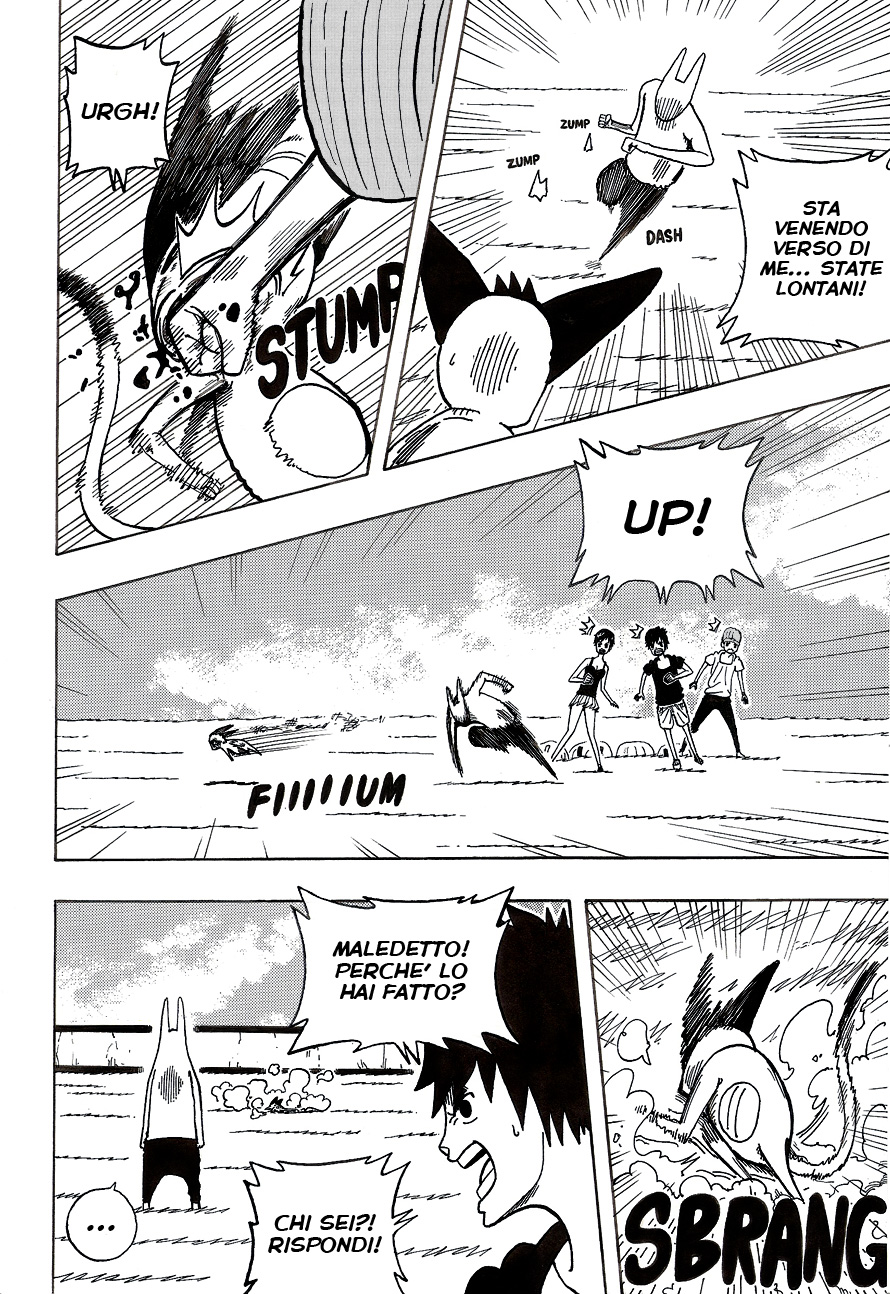 ZUMP
ZUMP
DASH
STA
VENENDO
VERSO DI
ME... STATE
LONTANI!
URGH!
STUMP
UP!
FIIIIIIUM
SBRANG
MALEDETTO!
PERCHE' LO
HAI FATTO?
CHI SEI?!
RISPONDI!
...